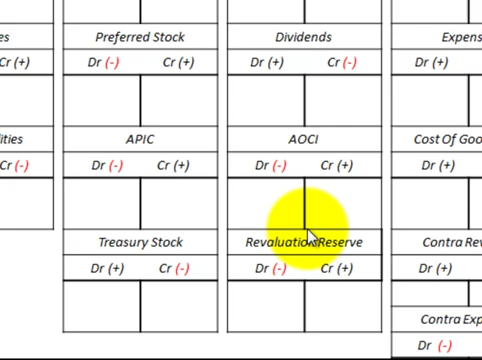 es Preferred Stock Dividends Expens
Cr (+) Dr (-) Cr (+) Dr (+) Cr (-) Dr (+)
ities APIC AOCI Cost Of Goo
Cr (-) Dr (-) Cr (+) Dr (-) Cr (+) Dr (+)
Treasury Stock Revaluation Reserve Contra Rev
Dr (+) Cr (-) Dr (-) Cr (+) Dr (+)
Contra Exp
Dr (-)